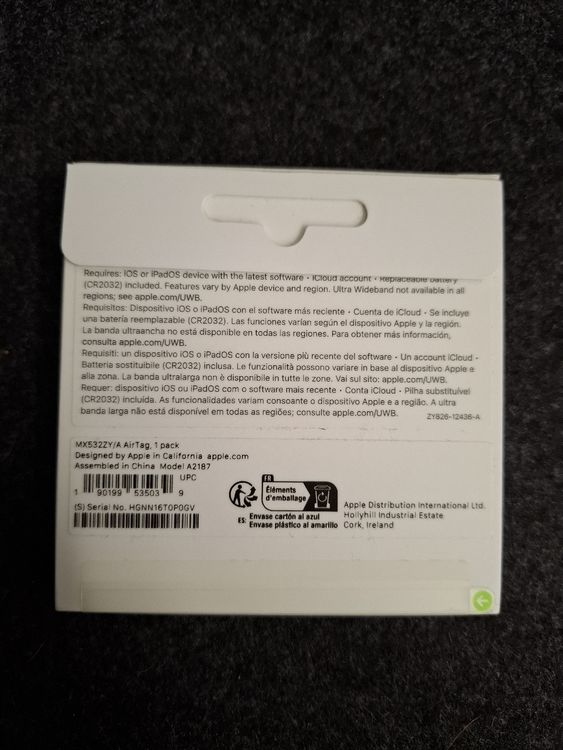 Requires: iOS or iPadOS device with the latest software • iCloud account • Replaceable battery
(CR2032) included. Features vary by Apple device and region. Ultra Wideband not available in all
regions; see apple.com/UWB.
Requisitos: Dispositivo iOS o iPadOS con el software más reciente • Cuenta de iCloud • Se incluye
una batería reemplazable (CR2032). Las funciones varían según el dispositivo Apple y la región.
La banda ultraancha no está disponible en todas las regiones. Para obtener más información,
consulta apple.com/UWB.
Requisiti: un dispositivo iOS o iPadOS con la versione più recente del software • Un account iCloud •
Batteria sostituibile (CR2032) inclusa. Le funzionalità possono variare in base al dispositivo Apple e
alla zona. La banda ultralarga non è disponibile in tutte le zone. Vai sul sito: apple.com/UWB.
Requer: dispositivo iOS ou iPadOS com o software mais recente • Conta iCloud • Pilha substituível
(CR2032) incluída. As funcionalidades variam consoante o dispositivo Apple e a região. A ultra
banda larga não está disponível em todas as regiões; consulte apple.com/UWB.
ZY826-12436-A
MX532ZY/A AirTag, 1 pack
Designed by Apple in California apple.com
Assembled in China Model A2187
UPC
1 90199 53503 9
(S) Serial No. HGNN16T0P0GV
FR
Éléments
d'emballage
ES: Envase cartón al azul
Envase plástico al amarillo
Apple Distribution International Ltd.
Hollyhill Industrial Estate
Cork, Ireland